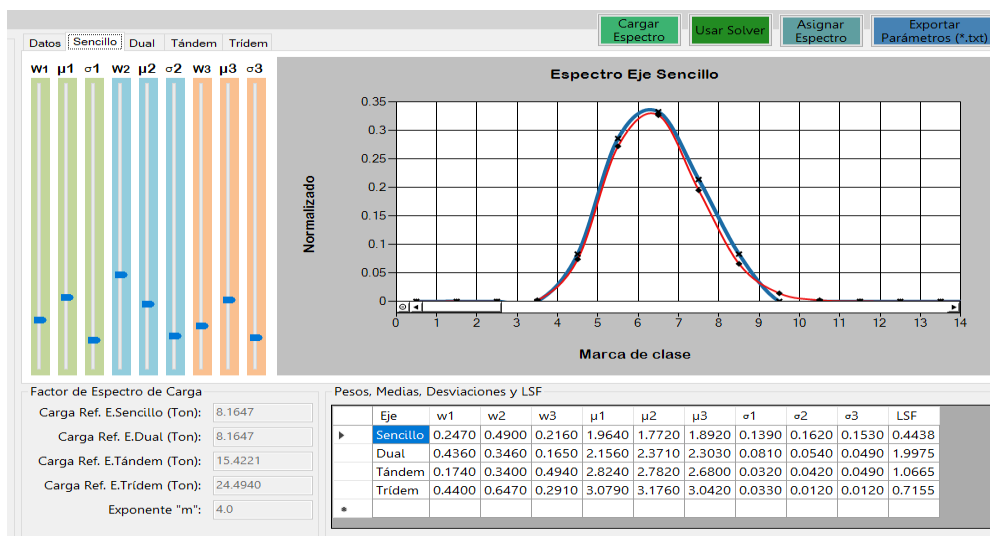 Cargar Espectro
Usar Solver
Asignar Espectro
Exportar Parámetros (*.txt)
Datos Sencillo Dual Tándem Trídem
W1 μ1 σ1 W2 μ2 σ2 W3 μ3 σ3
Espectro Eje Sencillo
Normalizado
0.35
0.3
0.25
0.2
0.15
0.1
0.05
0
0 1 2 3 4 5 6 7 8 9 10 11 12 13 14
Marca de clase
Factor de Espectro de Carga
Carga Ref. E.Sencillo (Ton): 8.1647
Carga Ref. E.Dual (Ton): 8.1647
Carga Ref. E.Tándem (Ton): 15.4221
Carga Ref. E.Trídem (Ton): 24.4940
Exponente "m": 4.0
Pesos, Medias, Desviaciones y LSF
Eje w1 w2 w3 μ1 μ2 μ3 σ1 σ2 σ3 LSF
Sencillo 0.2470 0.4900 0.2160 1.9640 1.7720 1.8920 0.1390 0.1620 0.1530 0.4438
Dual 0.4360 0.3460 0.1650 2.1560 2.3710 2.3030 0.0810 0.0540 0.0490 1.9975
Tándem 0.1740 0.3400 0.4940 2.8240 2.7820 2.6800 0.0320 0.0420 0.0490 1.0665
Trídem 0.4400 0.6470 0.2910 3.0790 3.1760 3.0420 0.0330 0.0120 0.0120 0.7155